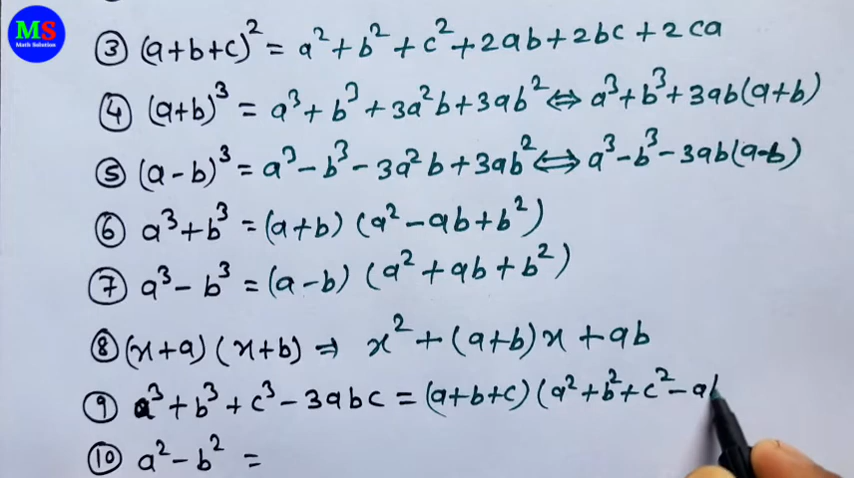 MS
Math Solution
③ (a+b+c)² = a² + b² + c² + 2ab + 2bc + 2ca
④ (a+b)³ = a³ + b³ + 3a²b + 3ab² ⇔ a³ + b³ + 3ab(a+b)
⑤ (a-b)³ = a³ - b³ - 3a²b + 3ab² ⇔ a³ - b³ - 3ab(a-b)
⑥ a³ + b³ = (a+b) (a² - ab + b²)
⑦ a³ - b³ = (a-b) (a² + ab + b²)
⑧ (x+a) (x+b) ⇒ x² + (a+b)x + ab
⑨ a³ + b³ + c³ - 3abc = (a+b+c) (a² + b² + c² - ab
⑩ a² - b² =